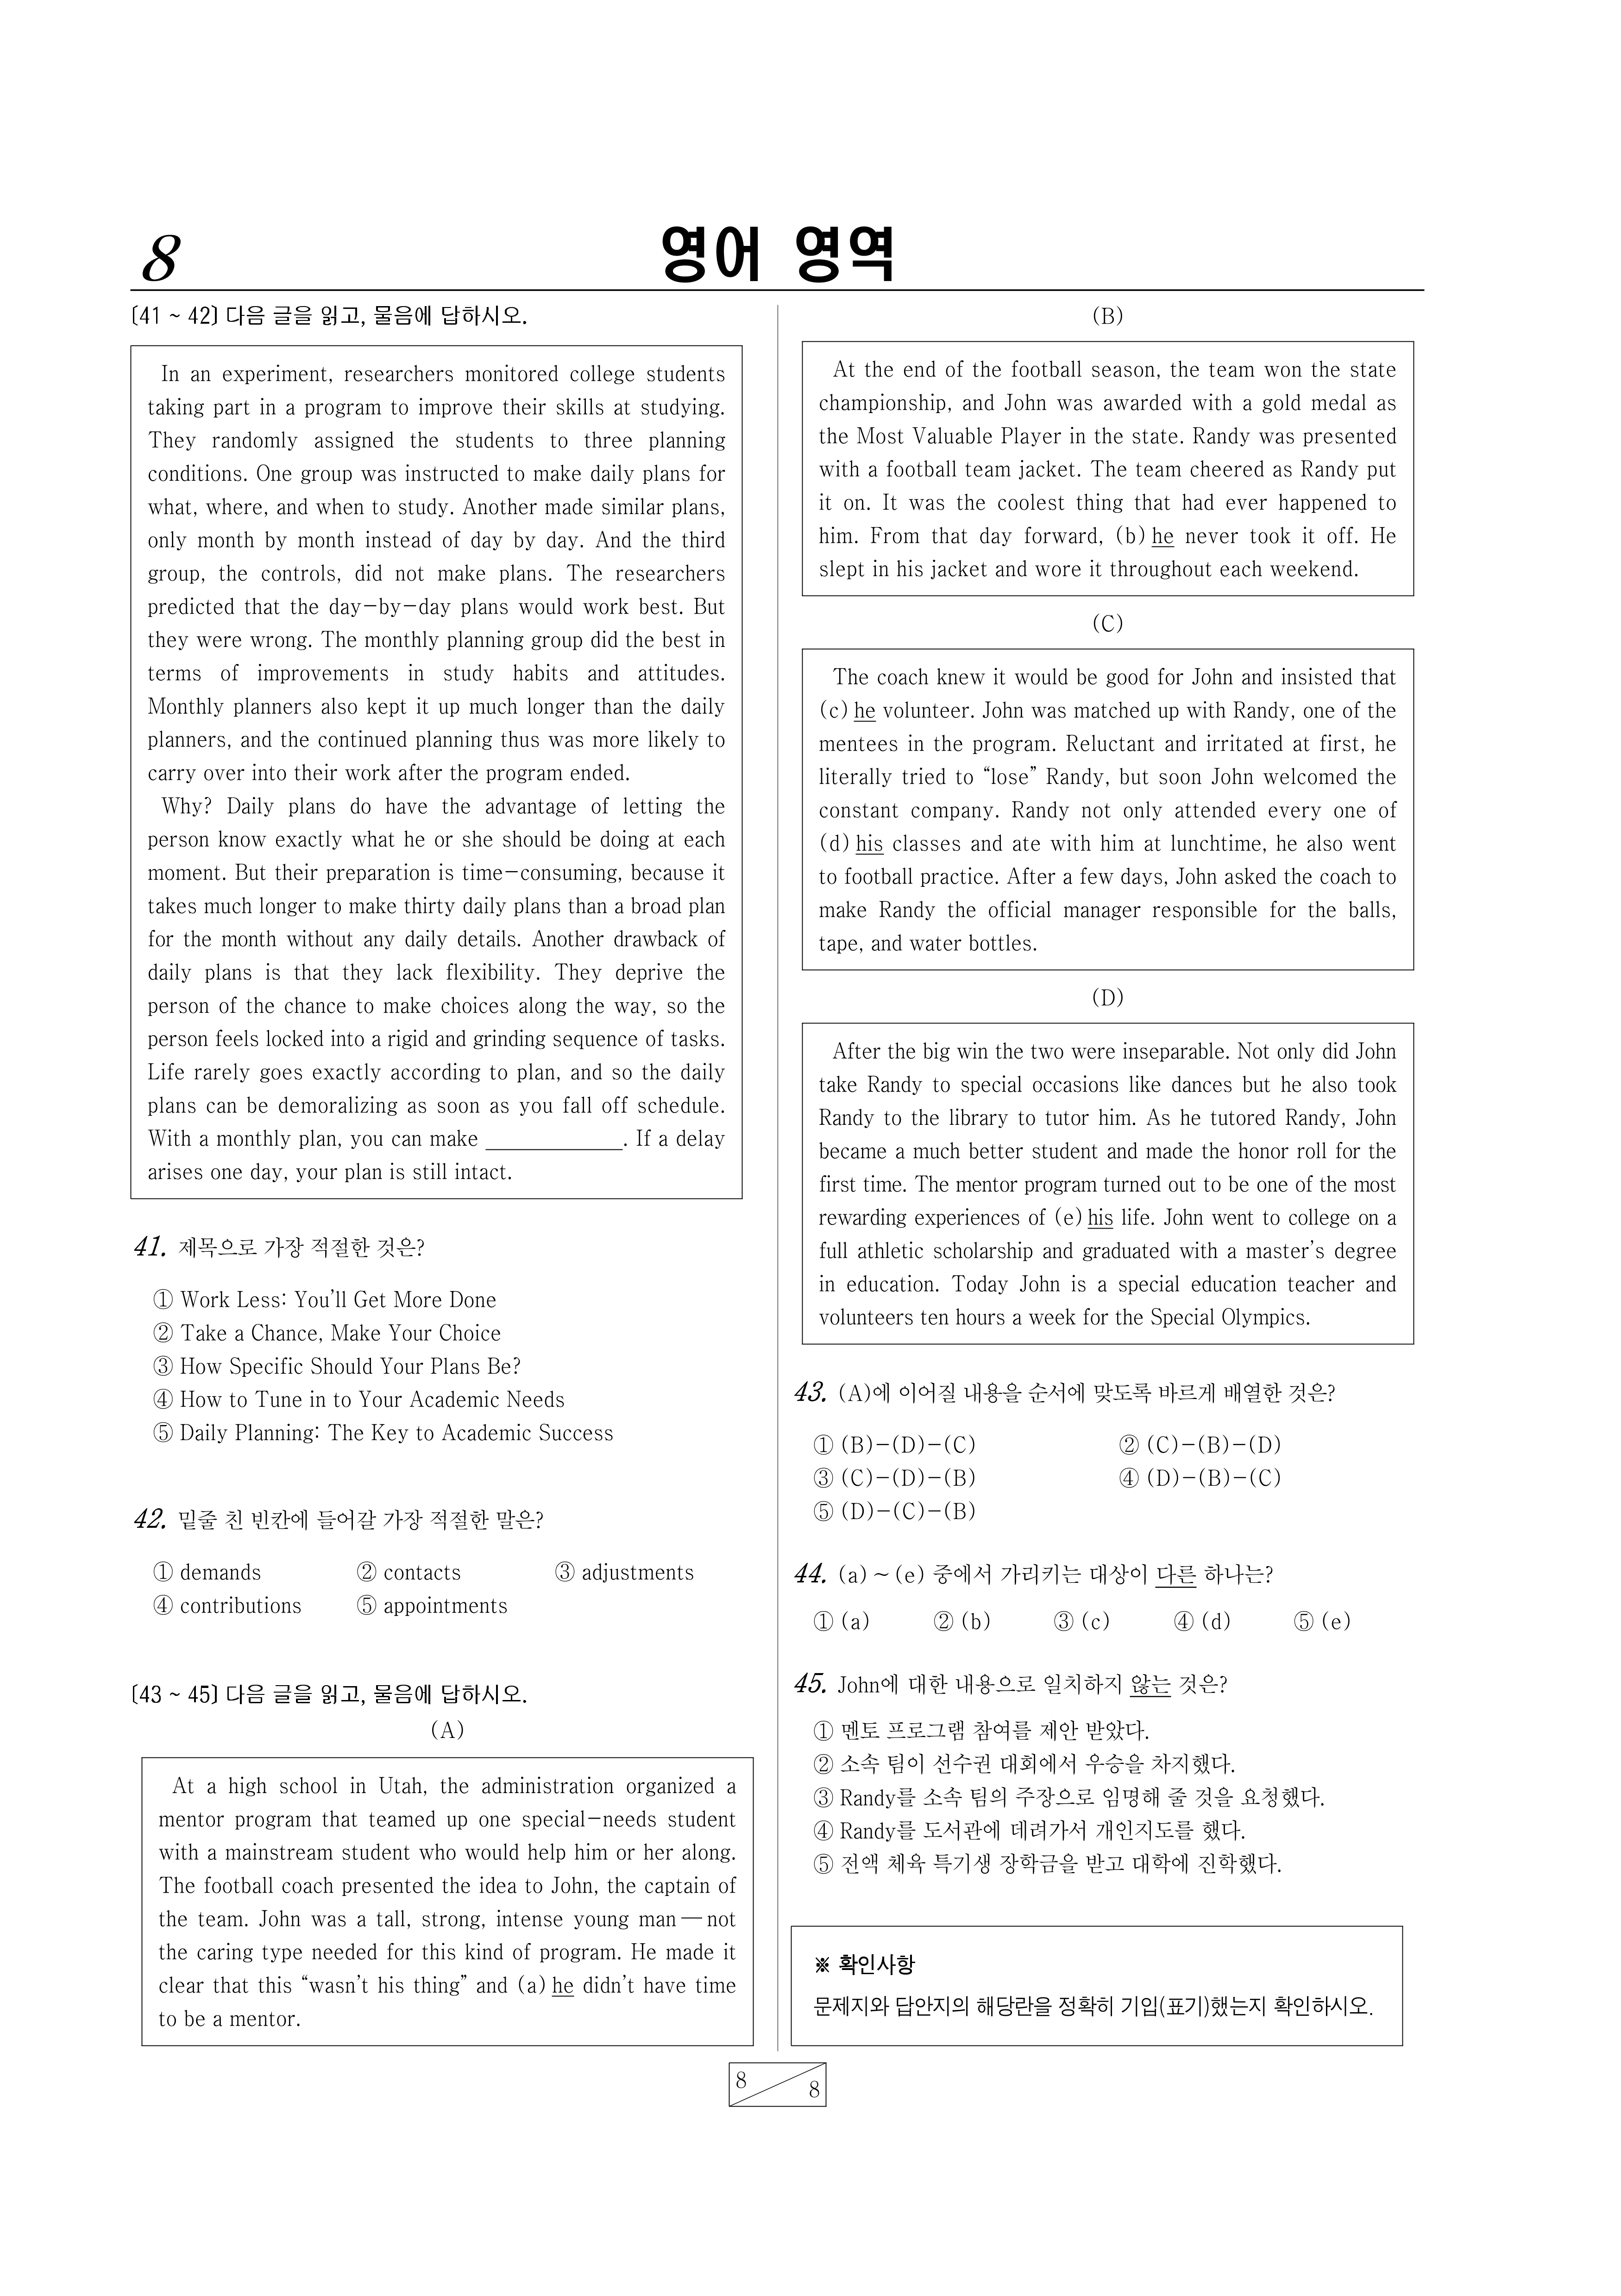 8
영어 영역
[41 ~ 42] 다음 글을 읽고, 물음에 답하시오.
In an experiment, researchers monitored college students
taking part in a program to improve their skills at studying.
They randomly assigned the students to three planning
conditions. One group was instructed to make daily plans for
what, where, and when to study. Another made similar plans,
only month by month instead of day by day. And the third
group, the controls, did not make plans. The researchers
predicted that the day-by-day plans would work best. But
they were wrong. The monthly planning group did the best in
terms of improvements in study habits and attitudes.
Monthly planners also kept it up much longer than the daily
planners, and the continued planning thus was more likely to
carry over into their work after the program ended.
Why? Daily plans do have the advantage of letting the
person know exactly what he or she should be doing at each
moment. But their preparation is time-consuming, because it
takes much longer to make thirty daily plans than a broad plan
for the month without any daily details. Another drawback of
daily plans is that they lack flexibility. They deprive the
person of the chance to make choices along the way, so the
person feels locked into a rigid and grinding sequence of tasks.
Life rarely goes exactly according to plan, and so the daily
plans can be demoralizing as soon as you fall off schedule.
With a monthly plan, you can make ____________. If a delay
arises one day, your plan is still intact.
41. 제목으로 가장 적절한 것은?
① Work Less: You’ll Get More Done
② Take a Chance, Make Your Choice
③ How Specific Should Your Plans Be?
④ How to Tune in to Your Academic Needs
⑤ Daily Planning: The Key to Academic Success
42. 밑줄 친 빈칸에 들어갈 가장 적절한 말은?
① demands ② contacts ③ adjustments
④ contributions ⑤ appointments
[43 ~ 45] 다음 글을 읽고, 물음에 답하시오.
(A)
At a high school in Utah, the administration organized a
mentor program that teamed up one special-needs student
with a mainstream student who would help him or her along.
The football coach presented the idea to John, the captain of
the team. John was a tall, strong, intense young man — not
the caring type needed for this kind of program. He made it
clear that this “wasn’t his thing” and (a) he didn’t have time
to be a mentor.
(B)
At the end of the football season, the team won the state
championship, and John was awarded with a gold medal as
the Most Valuable Player in the state. Randy was presented
with a football team jacket. The team cheered as Randy put
it on. It was the coolest thing that had ever happened to
him. From that day forward, (b) he never took it off. He
slept in his jacket and wore it throughout each weekend.
(C)
The coach knew it would be good for John and insisted that
(c) he volunteer. John was matched up with Randy, one of the
mentees in the program. Reluctant and irritated at first, he
literally tried to “lose” Randy, but soon John welcomed the
constant company. Randy not only attended every one of
(d) his classes and ate with him at lunchtime, he also went
to football practice. After a few days, John asked the coach to
make Randy the official manager responsible for the balls,
tape, and water bottles.
(D)
After the big win the two were inseparable. Not only did John
take Randy to special occasions like dances but he also took
Randy to the library to tutor him. As he tutored Randy, John
became a much better student and made the honor roll for the
first time. The mentor program turned out to be one of the most
rewarding experiences of (e) his life. John went to college on a
full athletic scholarship and graduated with a master’s degree
in education. Today John is a special education teacher and
volunteers ten hours a week for the Special Olympics.
43. (A)에 이어질 내용을 순서에 맞도록 바르게 배열한 것은?
① (B)-(D)-(C) ② (C)-(B)-(D)
③ (C)-(D)-(B) ④ (D)-(B)-(C)
⑤ (D)-(C)-(B)
44. (a) ~ (e) 중에서 가리키는 대상이 다른 하나는?
① (a) ② (b) ③ (c) ④ (d) ⑤ (e)
45. John에 대한 내용으로 일치하지 않는 것은?
① 멘토 프로그램 참여를 제안 받았다.
② 소속 팀이 선수권 대회에서 우승을 차지했다.
③ Randy를 소속 팀의 주장으로 임명해 줄 것을 요청했다.
④ Randy를 도서관에 데려가서 개인지도를 했다.
⑤ 전액 체육 특기생 장학금을 받고 대학에 진학했다.
※ 확인사항
문제지와 답안지의 해당란을 정확히 기입(표기)했는지 확인하시오.
8
8